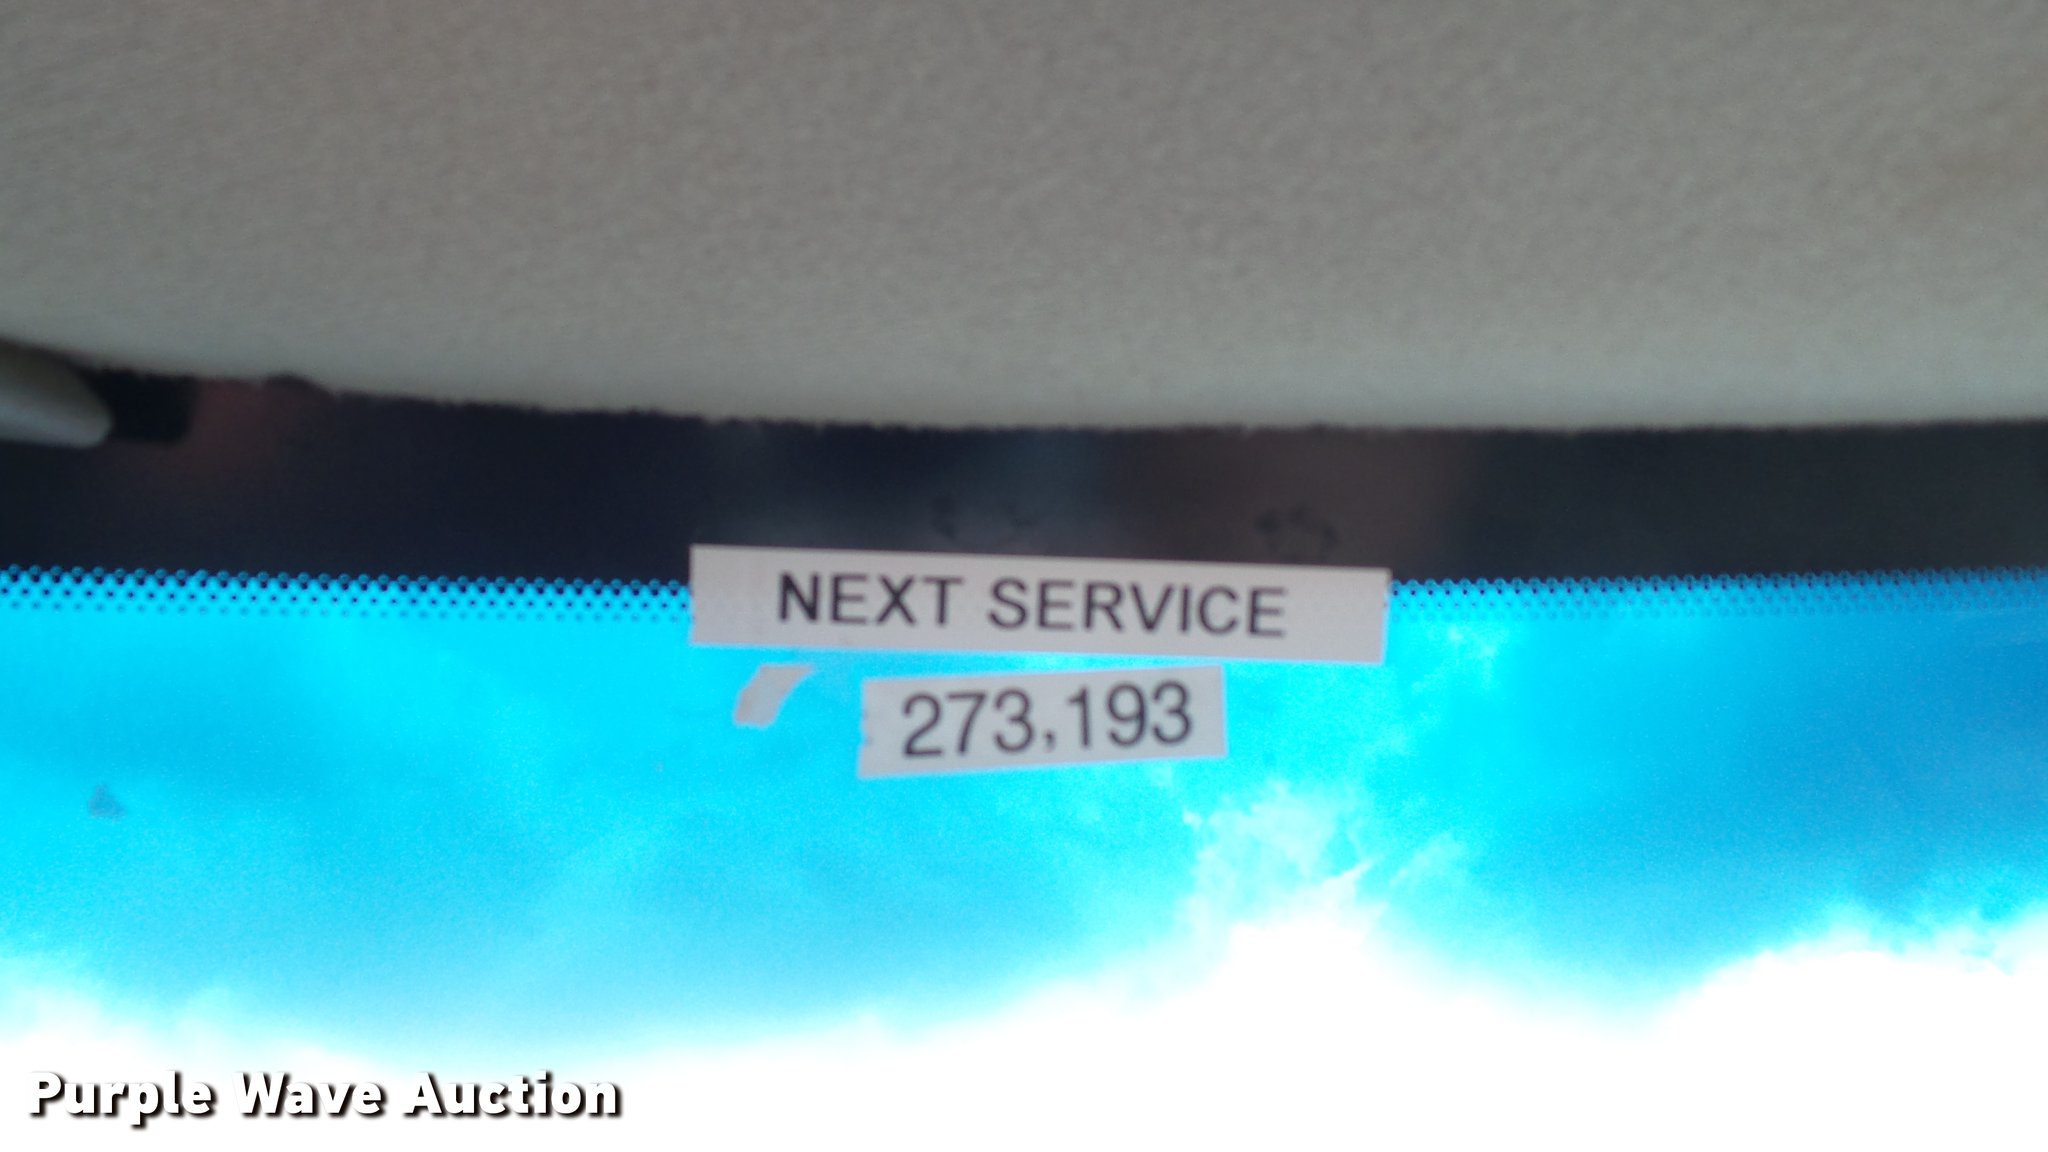 NEXT SERVICE
273,193
Purple Wave Auction